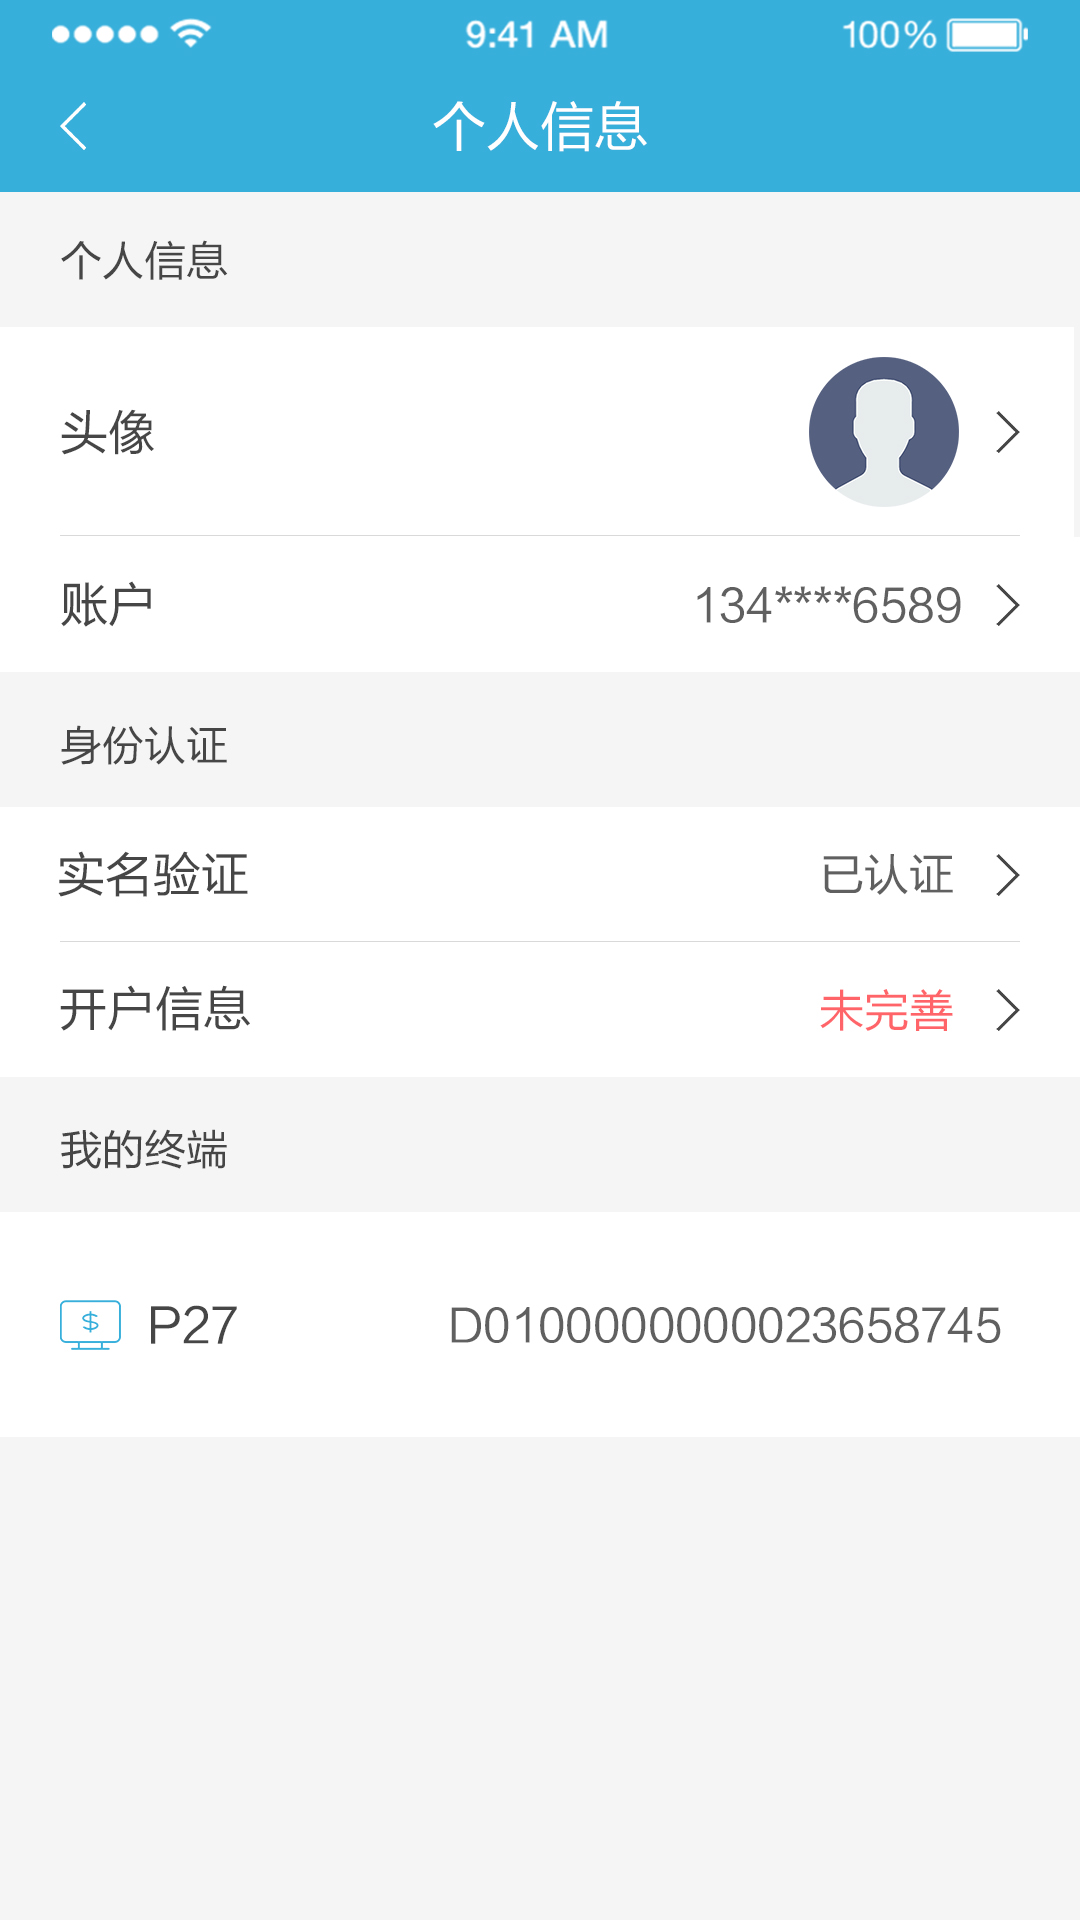 9:41 AM 100%
个人信息
个人信息
头像
账户 134****6589
身份认证
实名验证 已认证
开户信息 未完善
我的终端
$ P27 D01000000000023658745